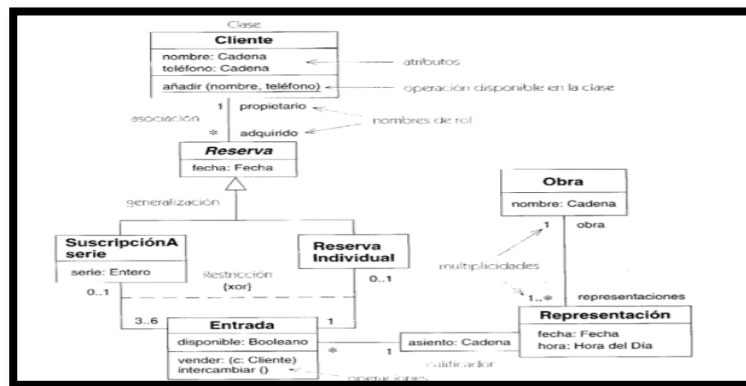 Clase
Cliente
nombre: Cadena
teléfono: Cadena
atributos
añadir (nombre, teléfono)
operación disponible en la clase
1 propietario
asociación
nombres de rol
* adquirido
Reserva
fecha: Fecha
generalización
Obra
nombre: Cadena
1 obra
SuscripciónA
serie
serie: Entero
Reserva
Individual
Restricción
{xor}
0..1
0..1
multiplicidades
1..* representaciones
3..6
1
Entrada
disponible: Booleano
vender: (c: Cliente)
intercambiar ()
*
1
asiento: Cadena
Representación
fecha: Fecha
hora: Hora del Día
calificador
operaciones